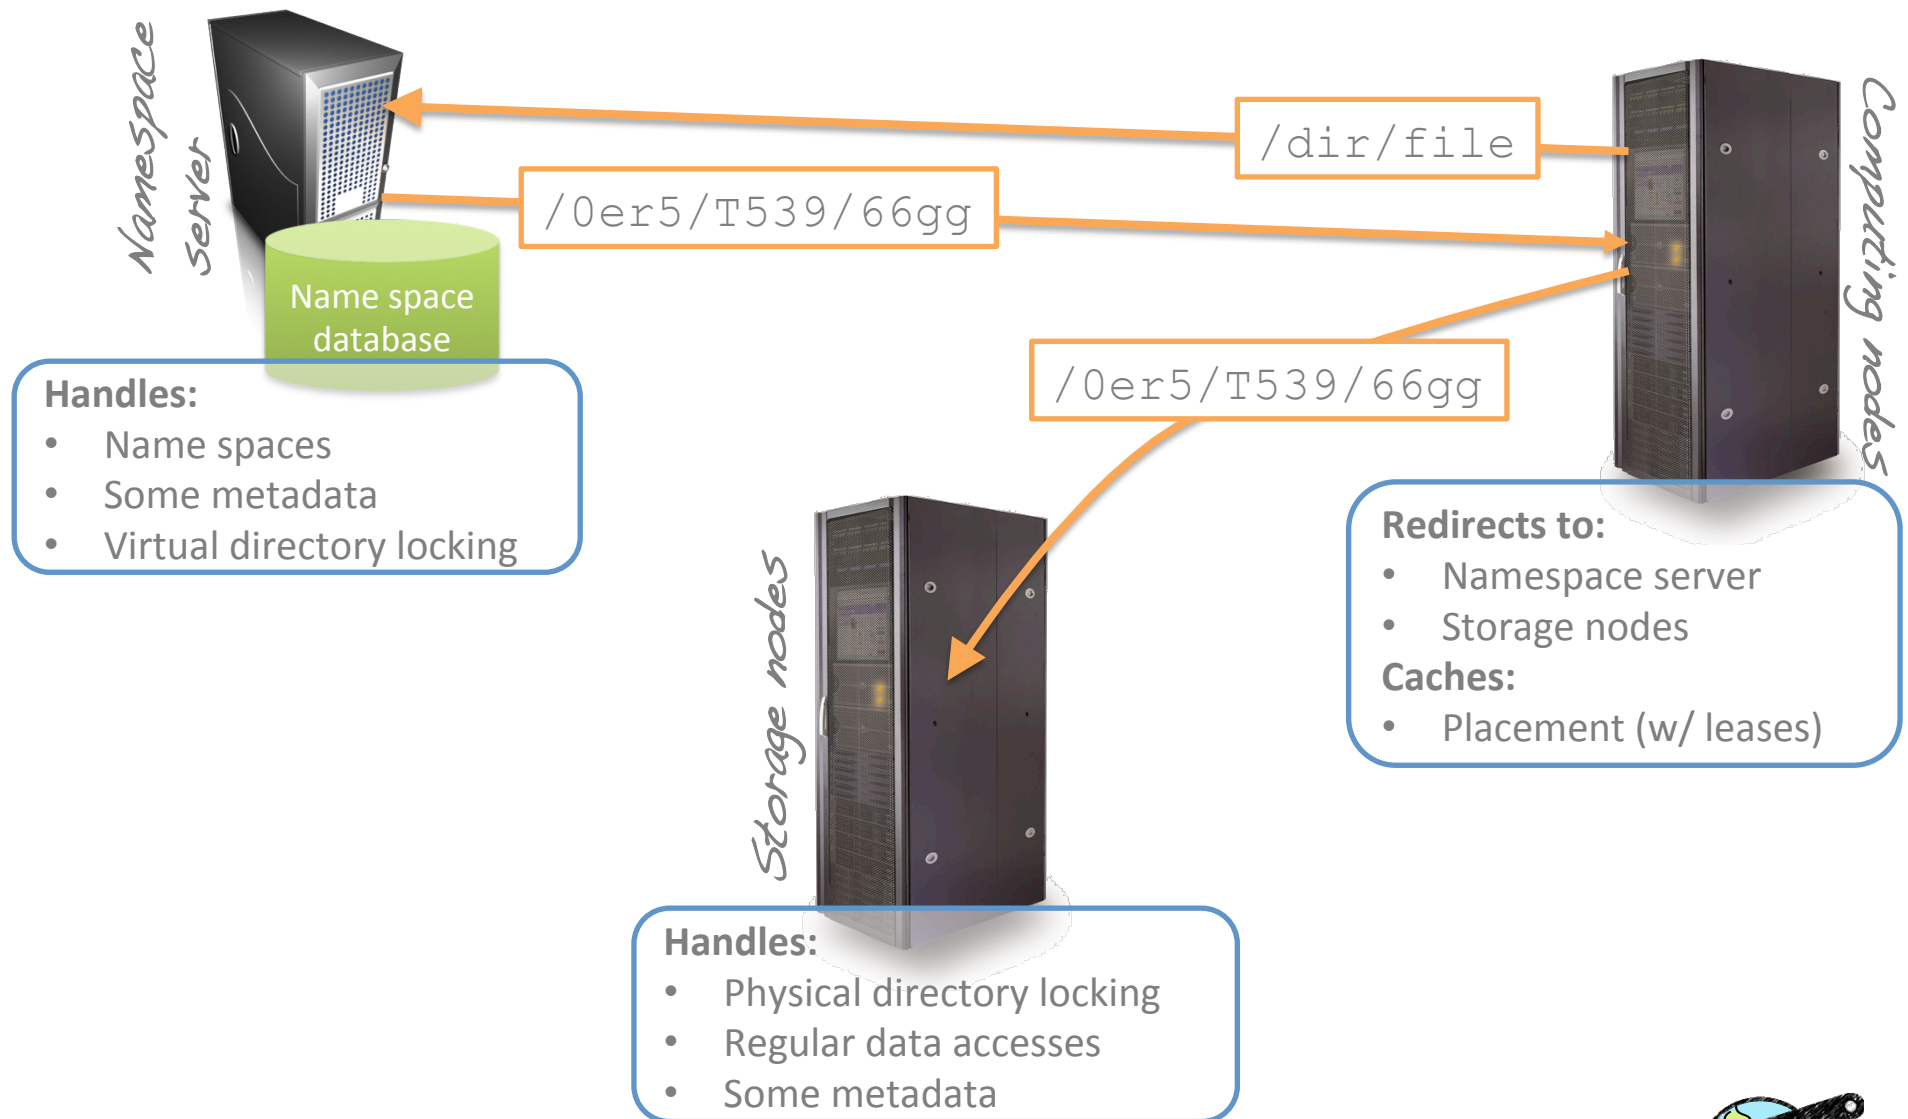 Namespace
Server
/dir/file
/0er5/T539/66gg
Computing nodes
Name space
database
/0er5/T539/66gg
Handles:
• Name spaces
• Some metadata
• Virtual directory locking
Redirects to:
• Namespace server
• Storage nodes
Caches:
• Placement (w/ leases)
Storage nodes
Handles:
• Physical directory locking
• Regular data accesses
• Some metadata